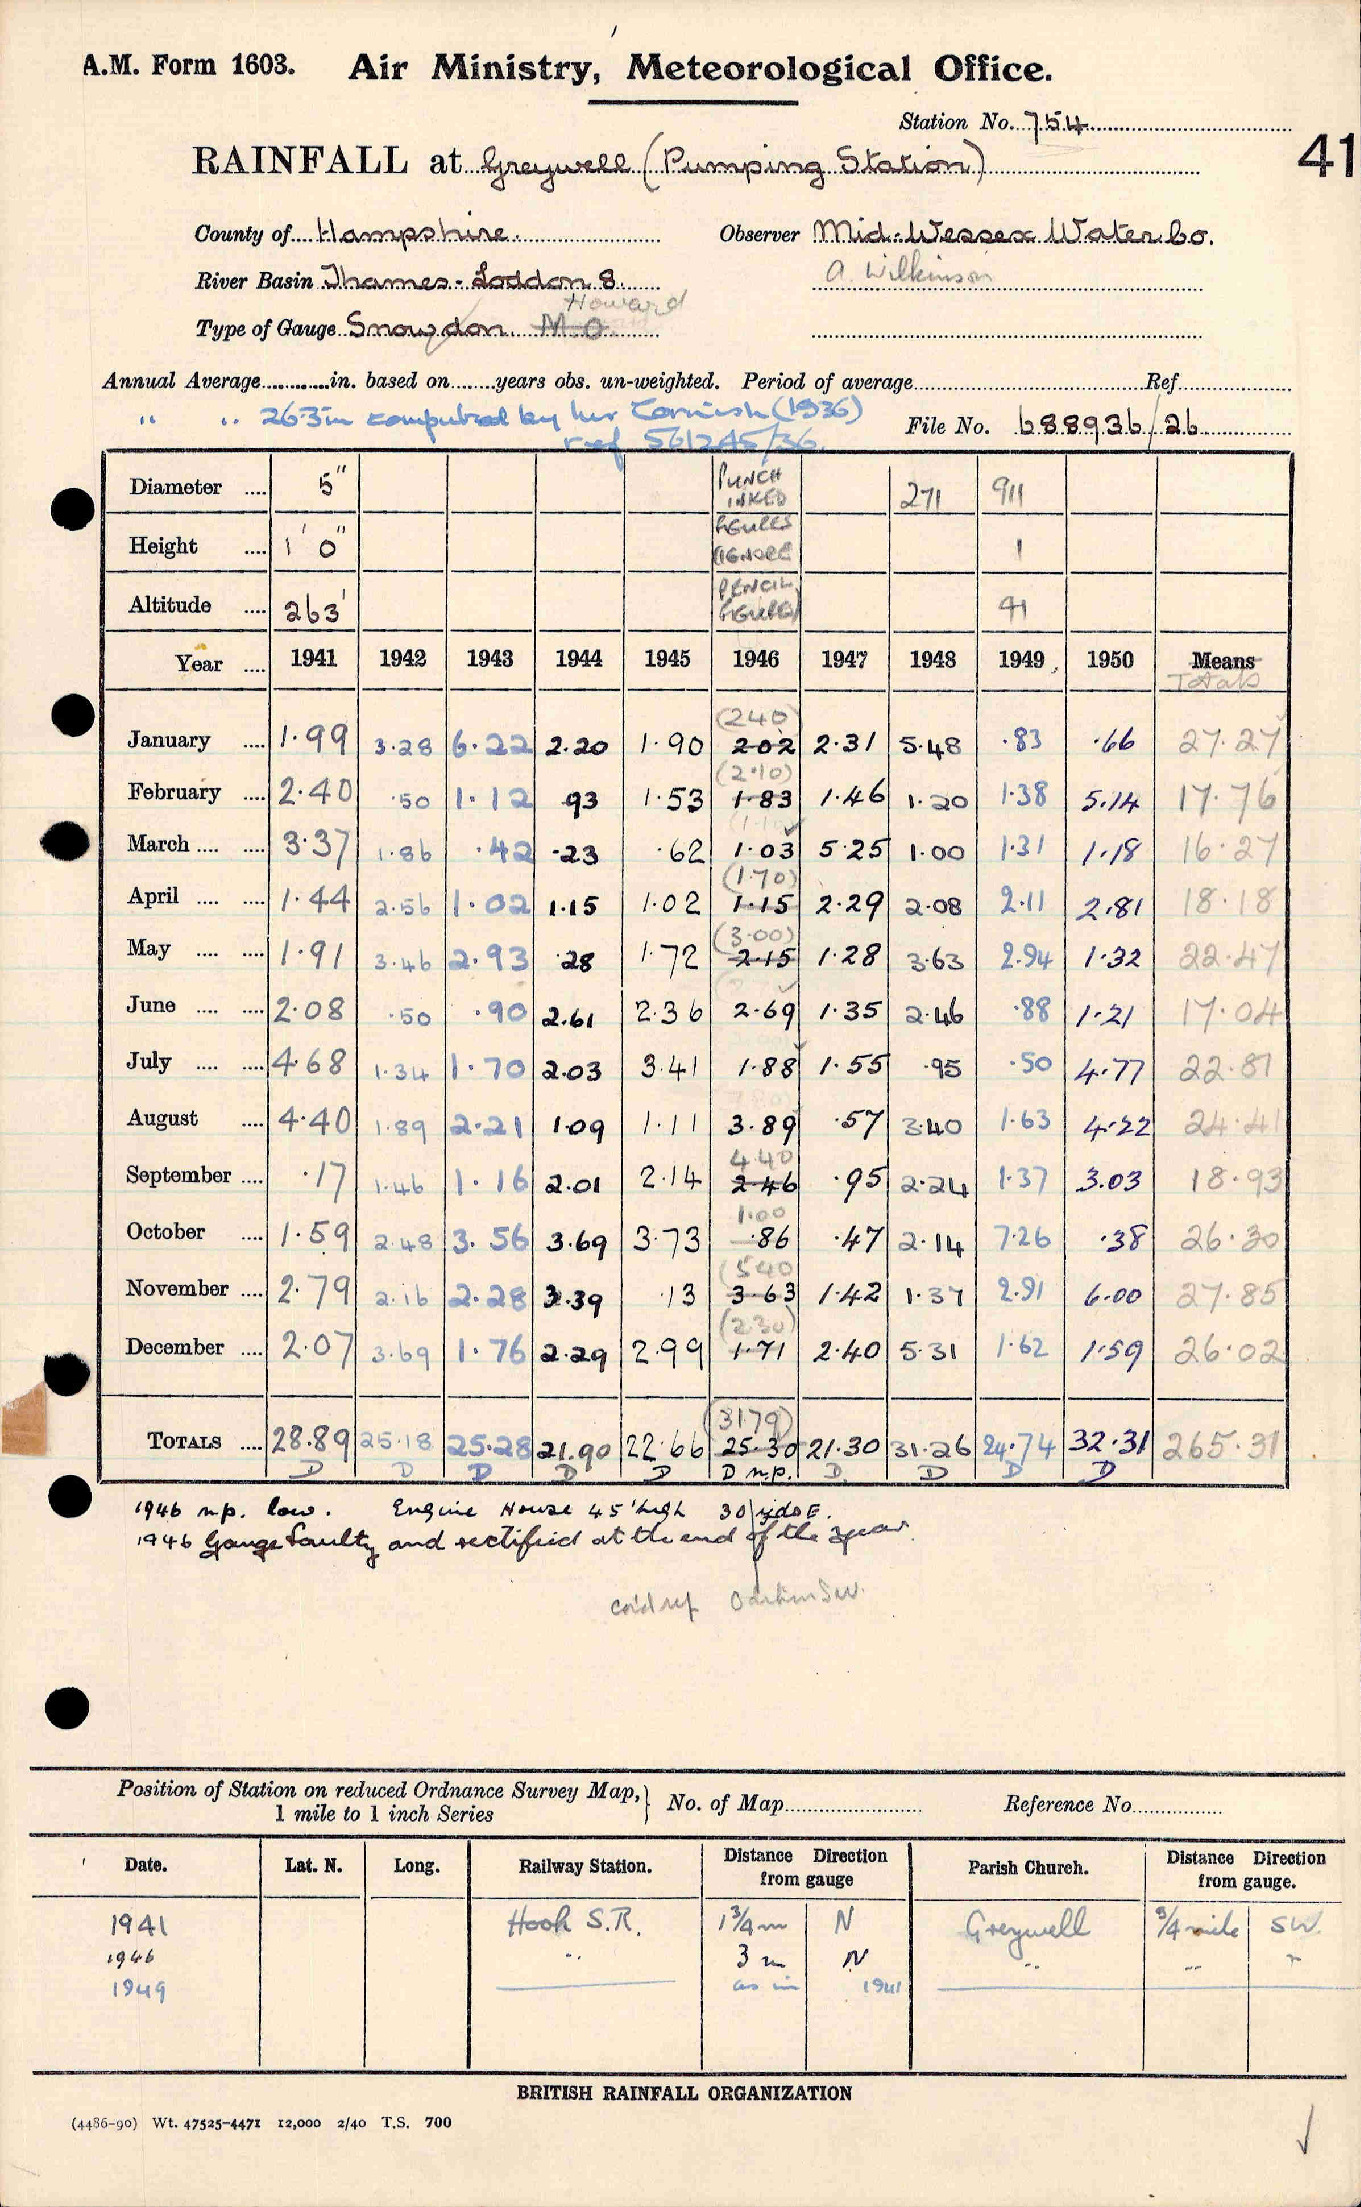 A.M. Form 1603. Air Ministry, Meteorological Office.
Station No. 754
41
RAINFALL at Greywell (Pumping Station)
County of Hampshire. Observer Mid-Wessex Water Co.
River Basin Thames-Loddon 8. A. Wilkinson
Howard
Type of Gauge Snowdon M.O.
Annual Average............in. based on........years obs. un-weighted. Period of average........Ref........
" " 26.3in computed by her Cornish (1936) File No. 688936/26
ref 561245/36.
Diameter .... 5" PUNCH INKED 271 911
Height .... 1' 0" FIGURES IGNORE 1
Altitude .... 263' PENCIL FIGURES 91
Year .... 1941 1942 1943 1944 1945 1946 1947 1948 1949 1950 Means
Totals
(240)
January .... 1.99 3.28 6.22 2.20 1.90 2.02 2.31 5.48 .83 .66 27.27
(2.10)
February .... 2.40 .50 1.12 .93 1.53 1.83 1.46 1.20 1.38 5.14 17.76
March .... .... 3.37 1.86 .42 .23 .62 1.03 5.25 1.00 1.31 1.18 16.27
(1.70)
April .... .... 1.44 2.56 1.02 1.15 1.02 1.15 2.29 2.08 2.11 2.81 18.18
(3.00)
May .... .... 1.91 3.46 2.93 .28 1.72 2.15 1.28 3.63 2.94 1.32 22.47
June .... .... 2.08 .50 .90 2.61 2.36 2.69 1.35 2.46 .88 1.21 17.04
July .... .... 4.68 1.34 1.70 2.03 3.41 1.88 1.55 .95 .50 4.77 22.81
August .... 4.40 1.89 2.21 1.09 1.11 3.89 .57 3.40 1.63 4.22 24.41
4.40
September .... .17 1.46 1.16 2.01 2.14 2.46 .95 2.24 1.37 3.03 18.93
1.00
October .... 1.59 2.48 3.56 3.69 3.73 .86 .47 2.14 7.26 .38 26.30
(540
November .... 2.79 2.16 2.28 3.39 .13 3.63 1.42 1.37 2.91 6.00 27.85
(230)
December .... 2.07 3.69 1.76 2.29 2.99 1.71 2.40 5.31 1.62 1.59 26.02
(3179)
TOTALS .... 28.89 25.18 25.28 21.90 22.66 25.30 21.30 31.26 24.74 32.31 265.31
D D D D D D n.p. D. D D D
1946 n.p. low. Engine House 45' high 30 yds E.
1946 Gauge faulty and rectified at the end of the year.
Position of Station on reduced Ordnance Survey Map, 1 mile to 1 inch Series } No. of Map........ Reference No........
Date. Lat. N. Long. Railway Station. Distance Direction from gauge Parish Church. Distance Direction from gauge.
1941 Hook S.R. 1¾ m N Greywell ¾ mile SW.
1946 " 3 m N " " "
1949 as in 1941
BRITISH RAINFALL ORGANIZATION
(4486-90) Wt. 47525-4471 12,000 2/40 T.S. 700